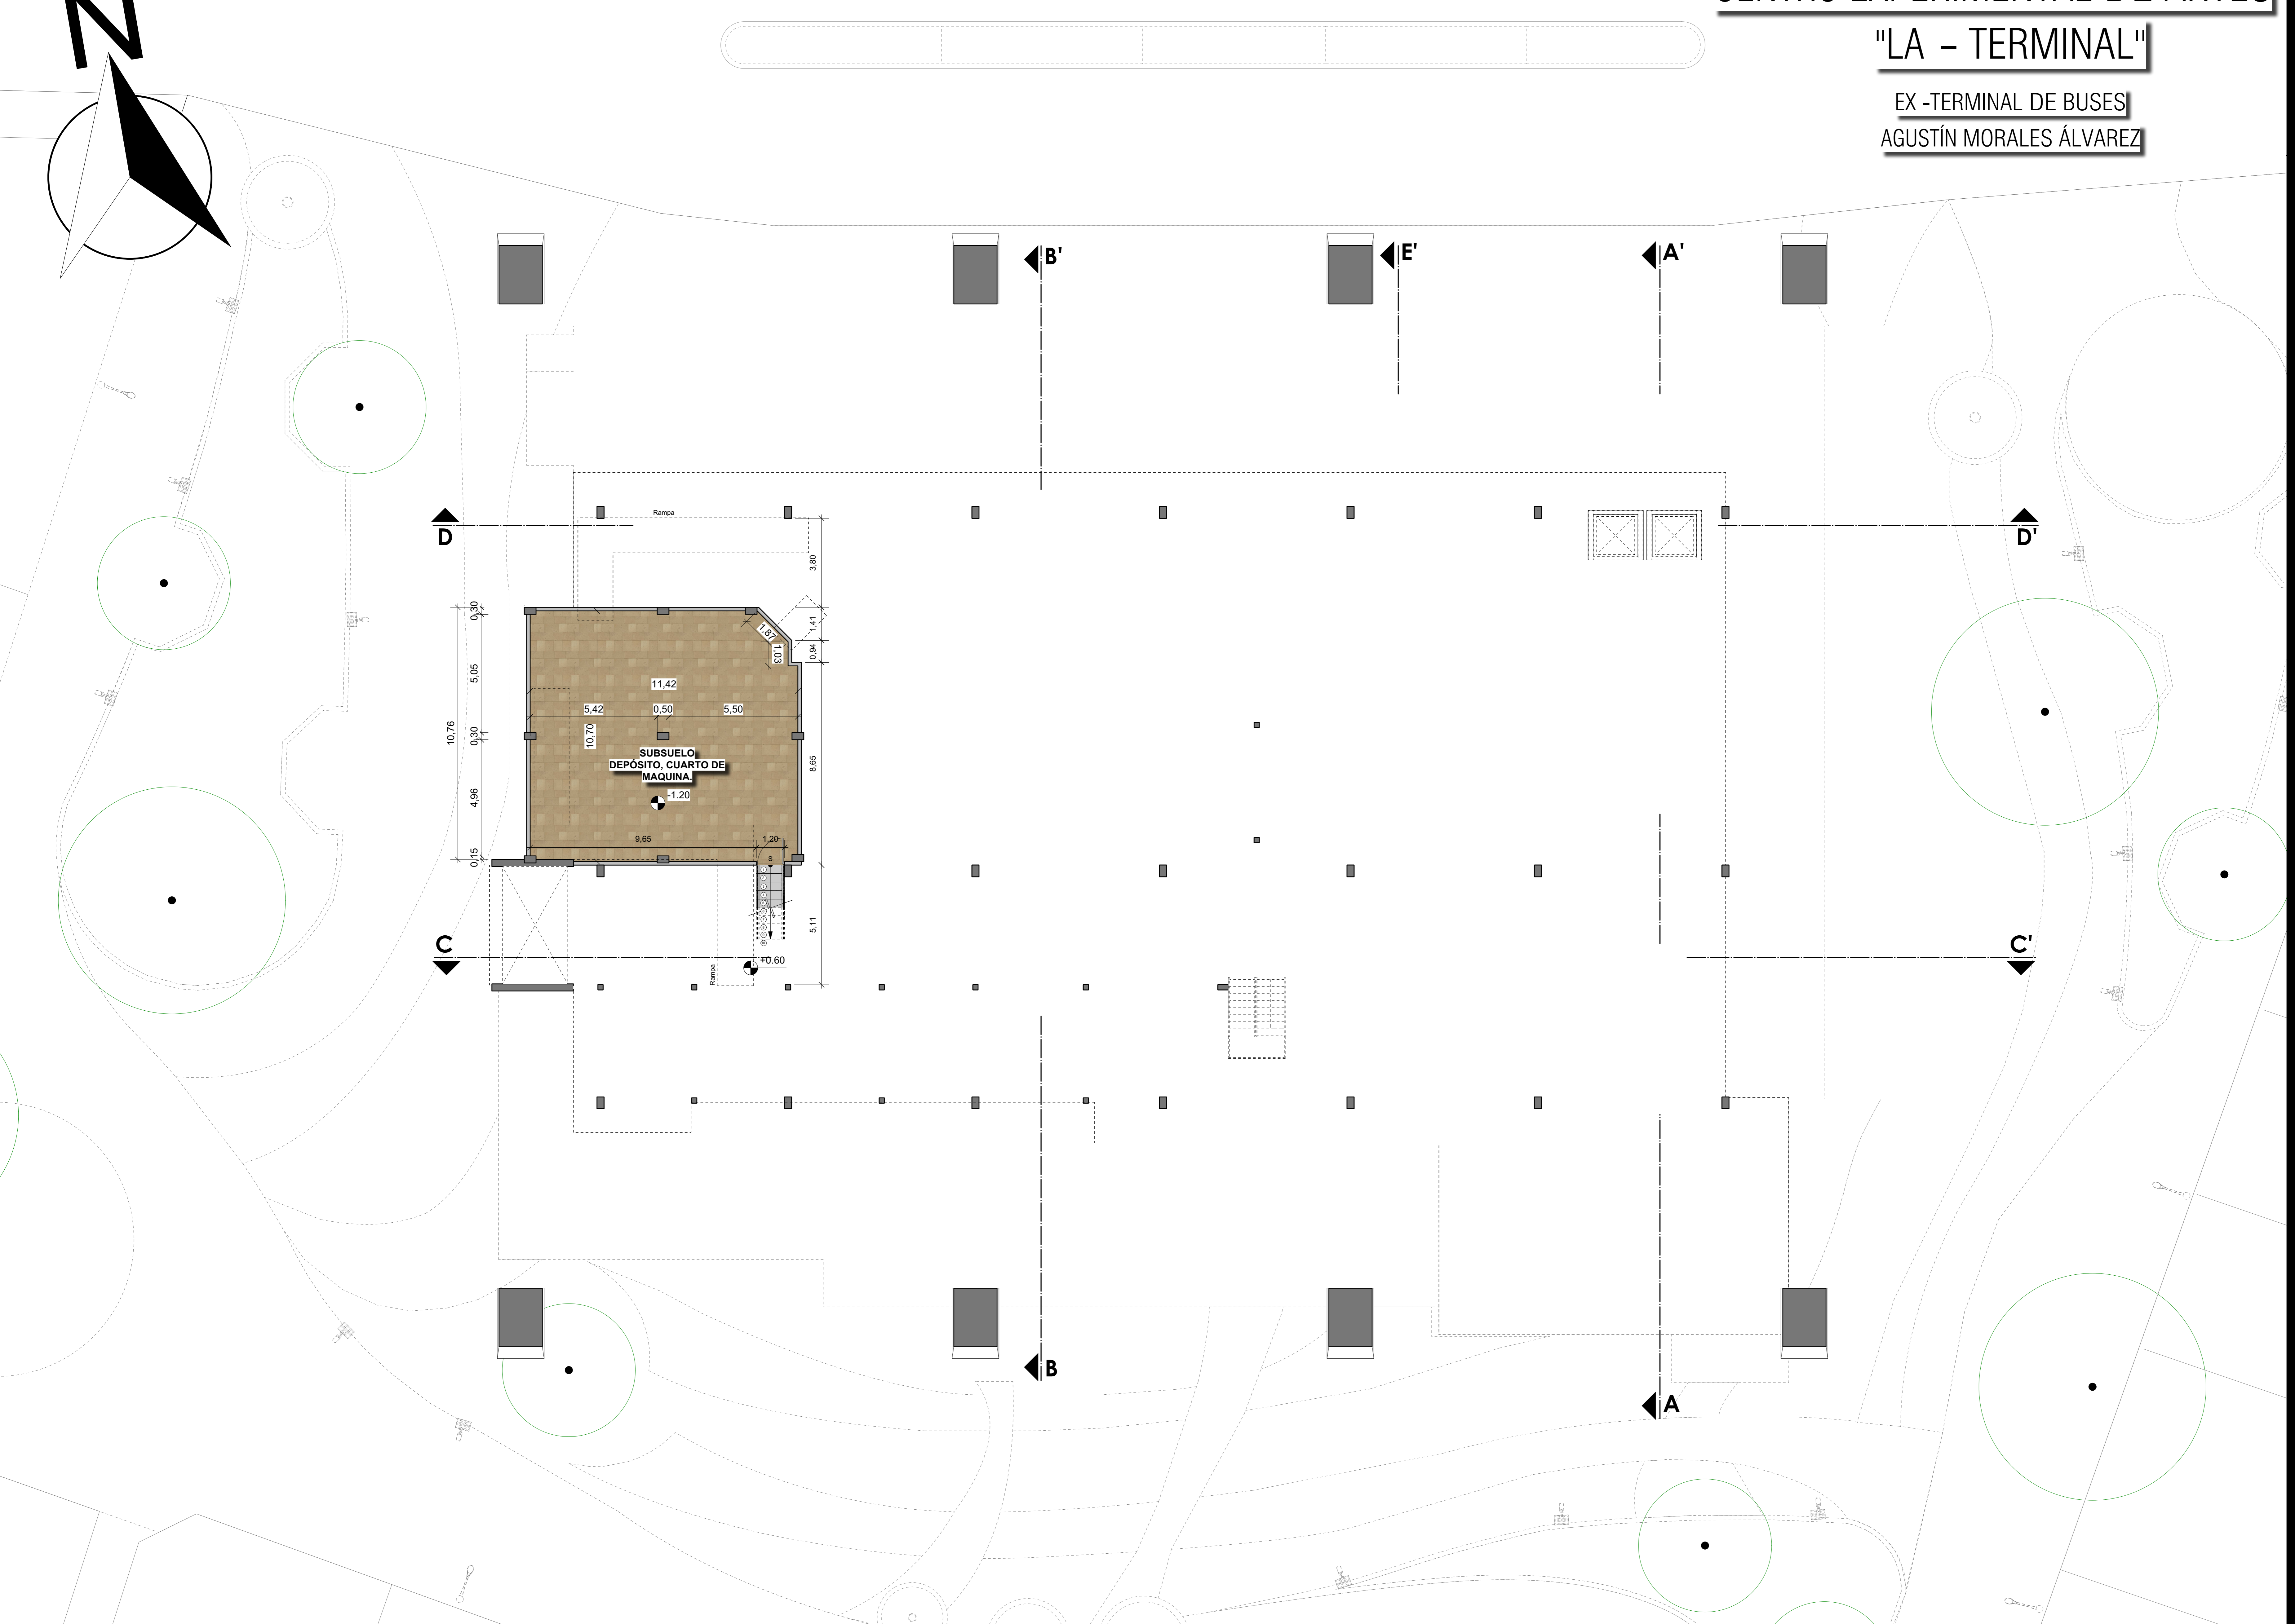 N
"LA - TERMINAL"
EX -TERMINAL DE BUSES
AGUSTÍN MORALES ÁLVAREZ
B'
E'
A'
D
Rampa
D'
3,80
0,30
1,41
1,87
0,94
1,03
5,05
11,42
5,42
0,50
5,50
10,76
0,30
10,70
SUBSUELO
DEPÓSITO, CUARTO DE
MAQUINA.
8,65
-1.20
4,96
9,65
1,20
0,15
S
5,11
C
C'
+0.60
Rampa
B
A